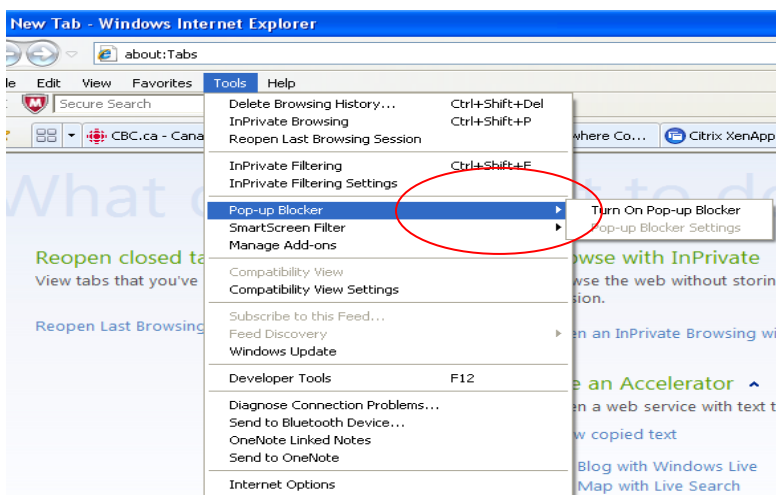 New Tab - Windows Internet Explorer
about:Tabs
Edit View Favorites Tools Help
Secure Search
CBC.ca - Cana
where Co... Citrix XenApp
Delete Browsing History... Ctrl+Shift+Del
InPrivate Browsing Ctrl+Shift+P
Reopen Last Browsing Session
InPrivate Filtering Ctrl+Shift+F
InPrivate Filtering Settings
Pop-up Blocker
SmartScreen Filter
Manage Add-ons
Compatibility View
Compatibility View Settings
Subscribe to this Feed...
Feed Discovery
Windows Update
Developer Tools F12
Diagnose Connection Problems...
Send to Bluetooth Device...
OneNote Linked Notes
Send to OneNote
Internet Options
Turn On Pop-up Blocker
Pop-up Blocker Settings
What
to d
Reopen closed ta
View tabs that you've
Reopen Last Browsing
owse with InPrivate
wse the web without storin
sion.
en an InPrivate Browsing wi
e an Accelerator
en a web service with text t
w copied text
Blog with Windows Live
Map with Live Search